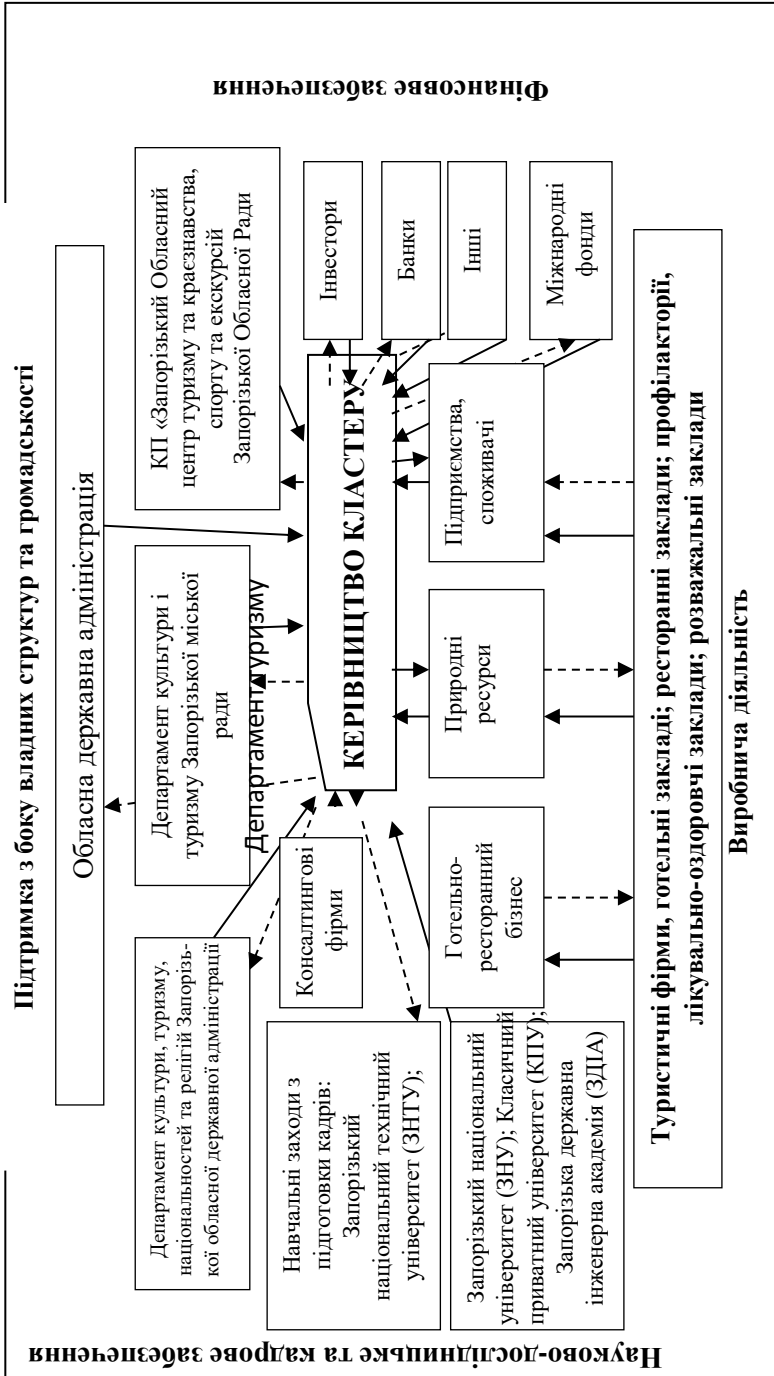 Підтримка з боку владних структур та громадськості
Обласна державна адміністрація
Департамент культури, туризму,
національностей та релігій Запорізь-
кої обласної державної адміністрації
Департамент культури і
туризму Запорізької міської
ради
Департамент туризму
КП «Запорізький Обласний
центр туризму та краєзнавства,
спорту та екскурсій
Запорізької Обласної Ради
Консалтингові
фірми
КЕРІВНИЦТВО КЛАСТЕРУ
Інвестори
Банки
Інші
Міжнародні
фонди
Фінансовве забезпечення
Науково-дослідницьке та кадрове забезпечення
Навчальні заходи з
підготовки кадрів:
Запорізький
національний технічний
університет (ЗНТУ);
Запорізький національний
університет (ЗНУ); Класичний
приватний університет (КПУ);
Запорізька державна
інженерна академія (ЗДІА)
Готельно-
ресторанний
бізнес
Природні
ресурси
Підприємства,
споживачі
Туристичні фірми, готельні закладі; ресторанні заклади; профілакторії,
лікувально-оздоровчі заклади; розважальні заклади
Виробнича діяльність